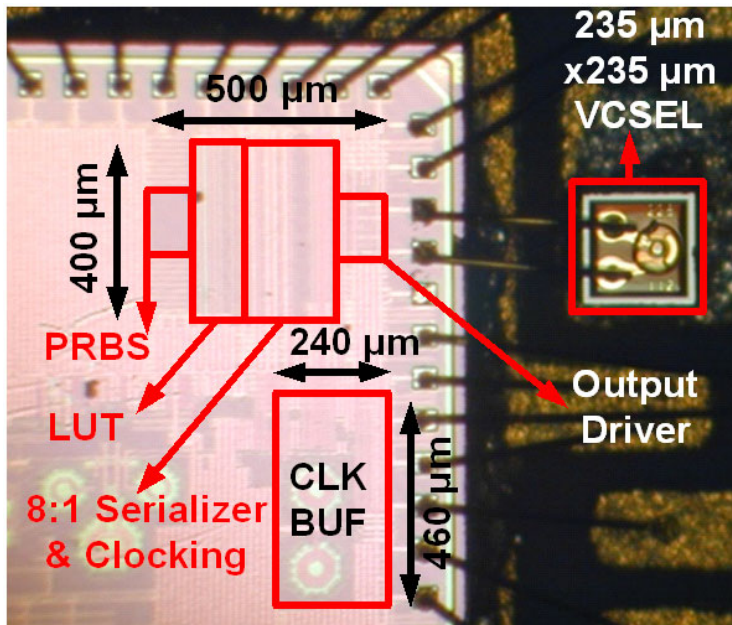 235 µm
x235 µm
VCSEL
500 µm
400 µm
PRBS
240 µm
LUT
Output
Driver
CLK
BUF
460 µm
8:1 Serializer
& Clocking